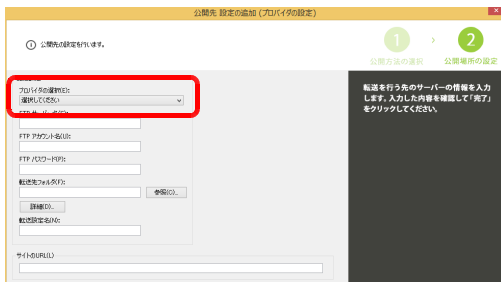 公開先 設定の追加 (プロバイダの設定)
公開先の設定を行います。
1
2
公開方法の選択
公開場所の設定
プロバイダの選択(E):
選択してください
FTP アカウント名(U):
FTP パスワード(P):
転送先フォルダ(F):
参照(C)...
詳細(D)...
転送設定名(N):
サイトのURL(L)
転送を行う先のサーバーの情報を入力
します。入力した内容を確認して「完了」
をクリックしてください。